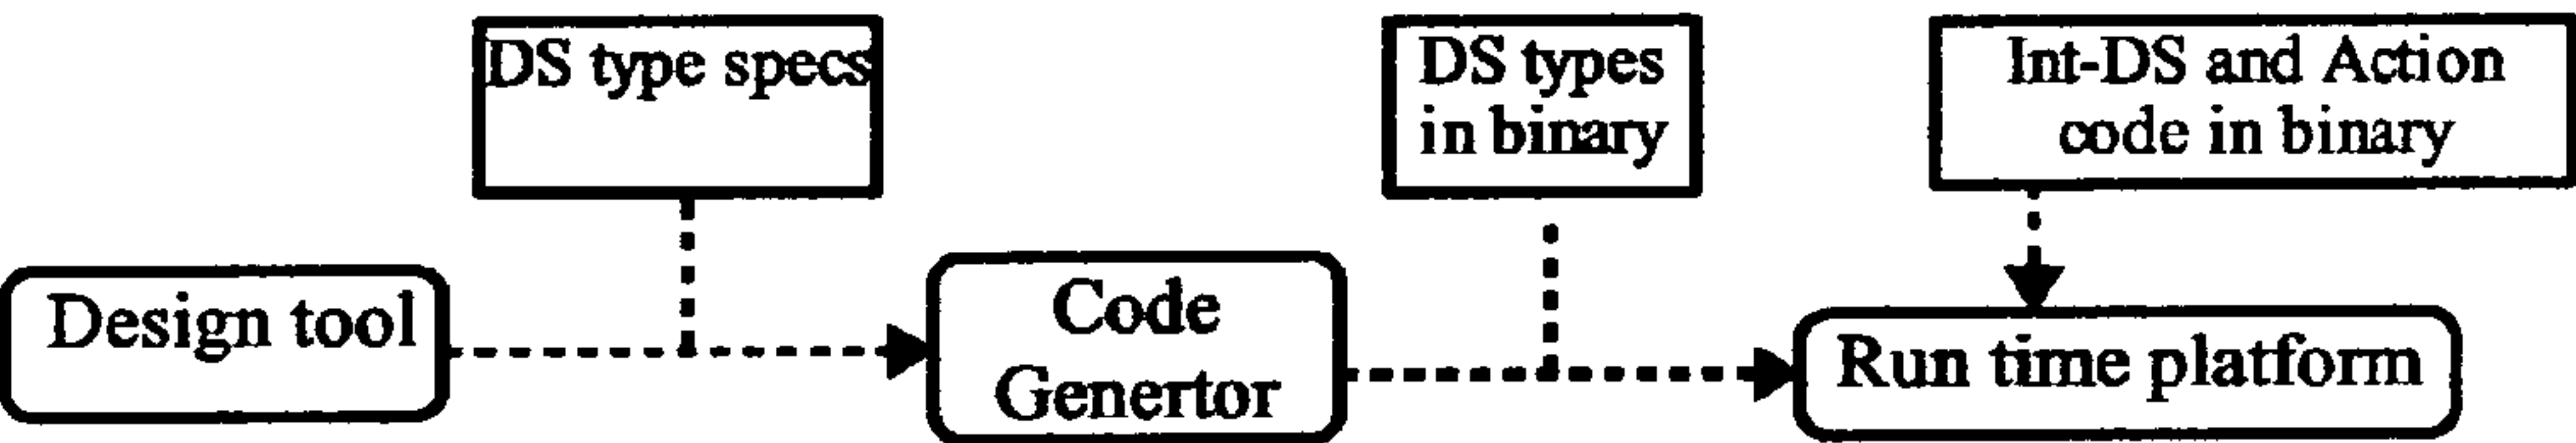 DS type specs
DS types
in binary
Int-DS and Action
code in binary
Design tool
Code
Genertor
Run time platform